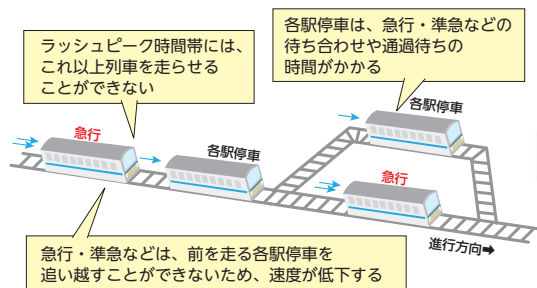 ラッシュピーク時間帯には、
これ以上列車を走らせる
ことができない
各駅停車は、急行・準急などの
待ち合わせや通過待ちの
時間がかかる
各駅停車
急行
各駅停車
急行
進行方向➡
急行・準急などは、前を走る各駅停車を
追い越すことができないため、速度が低下する